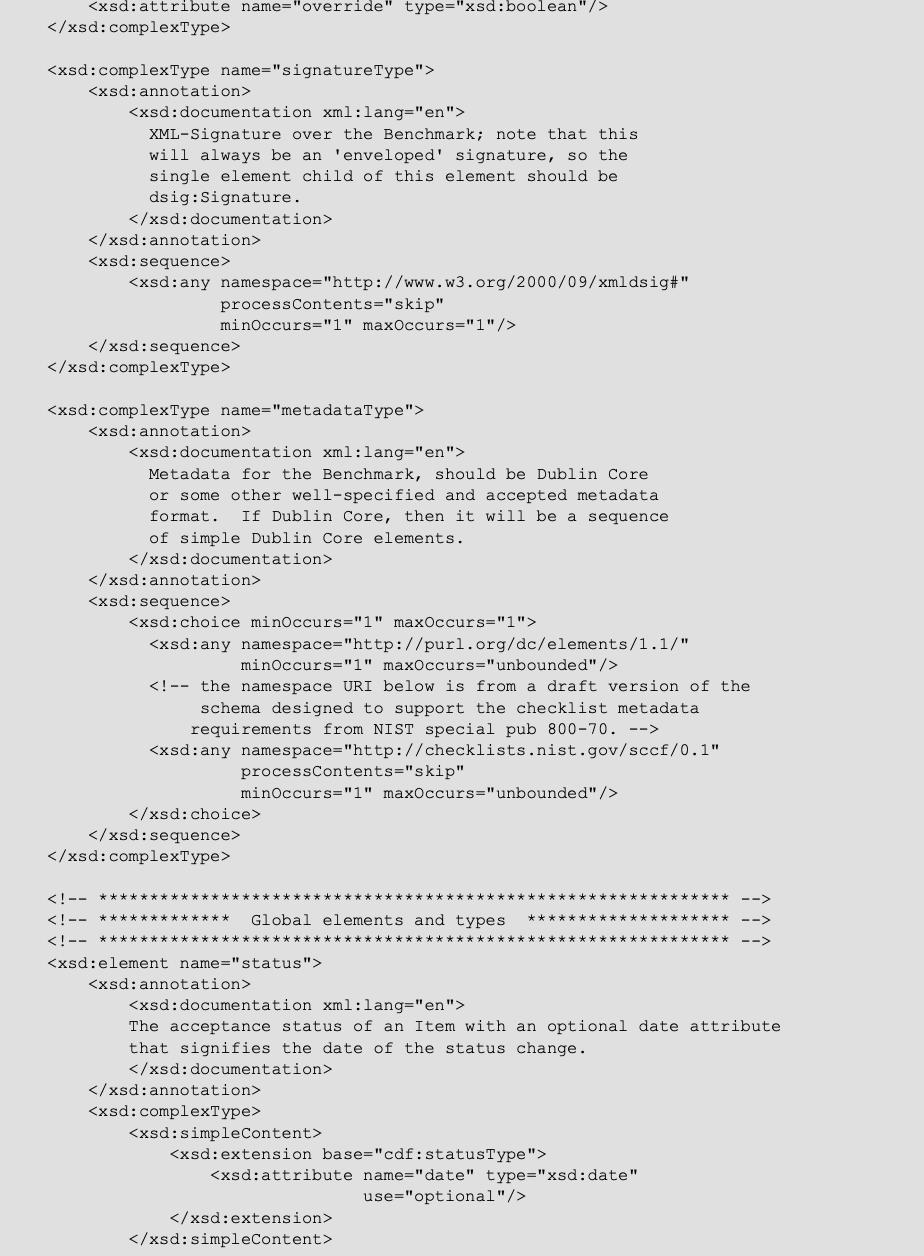 <xsd:attribute name="override" type="xsd:boolean"/>
</xsd:complexType>
<xsd:complexType name="signatureType">
<xsd:annotation>
<xsd:documentation xml:lang="en">
XML-Signature over the Benchmark; note that this
will always be an 'enveloped' signature, so the
single element child of this element should be
dsig:Signature.
</xsd:documentation>
</xsd:annotation>
<xsd:sequence>
<xsd:any namespace="http://www.w3.org/2000/09/xmldsig#"
processContents="skip"
minOccurs="1" maxOccurs="1"/>
</xsd:sequence>
</xsd:complexType>
<xsd:complexType name="metadataType">
<xsd:annotation>
<xsd:documentation xml:lang="en">
Metadata for the Benchmark, should be Dublin Core
or some other well-specified and accepted metadata
format.  If Dublin Core, then it will be a sequence
of simple Dublin Core elements.
</xsd:documentation>
</xsd:annotation>
<xsd:sequence>
<xsd:choice minOccurs="1" maxOccurs="1">
<xsd:any namespace="http://purl.org/dc/elements/1.1/"
minOccurs="1" maxOccurs="unbounded"/>
<!-- the namespace URI below is from a draft version of the
schema designed to support the checklist metadata
requirements from NIST special pub 800-70. -->
<xsd:any namespace="http://checklists.nist.gov/sccf/0.1"
processContents="skip"
minOccurs="1" maxOccurs="unbounded"/>
</xsd:choice>
</xsd:sequence>
</xsd:complexType>
<!-- ************************************************************** -->
<!-- *************  Global elements and types  ******************** -->
<!-- ************************************************************** -->
<xsd:element name="status">
<xsd:annotation>
<xsd:documentation xml:lang="en">
The acceptance status of an Item with an optional date attribute
that signifies the date of the status change.
</xsd:documentation>
</xsd:annotation>
<xsd:complexType>
<xsd:simpleContent>
<xsd:extension base="cdf:statusType">
<xsd:attribute name="date" type="xsd:date"
use="optional"/>
</xsd:extension>
</xsd:simpleContent>